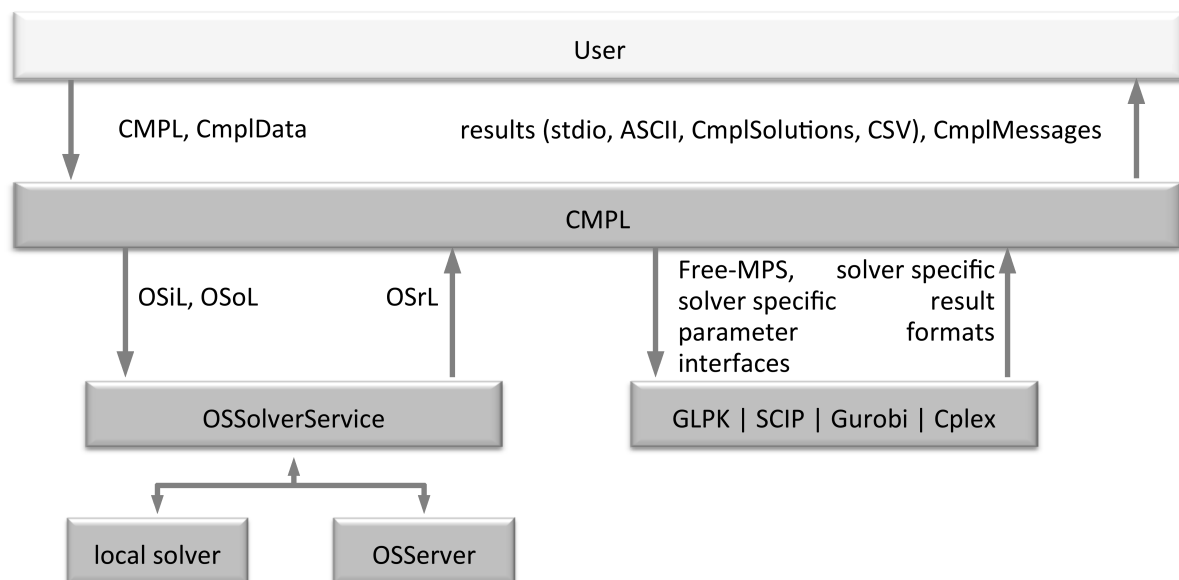 User
CMPL, CmplData
results (stdio, ASCII, CmplSolutions, CSV), CmplMessages
CMPL
OSiL, OSoL
OSrL
Free-MPS,
solver specific
parameter
interfaces
solver specific
result
formats
OSSolverService
GLPK | SCIP | Gurobi | Cplex
local solver
OSServer